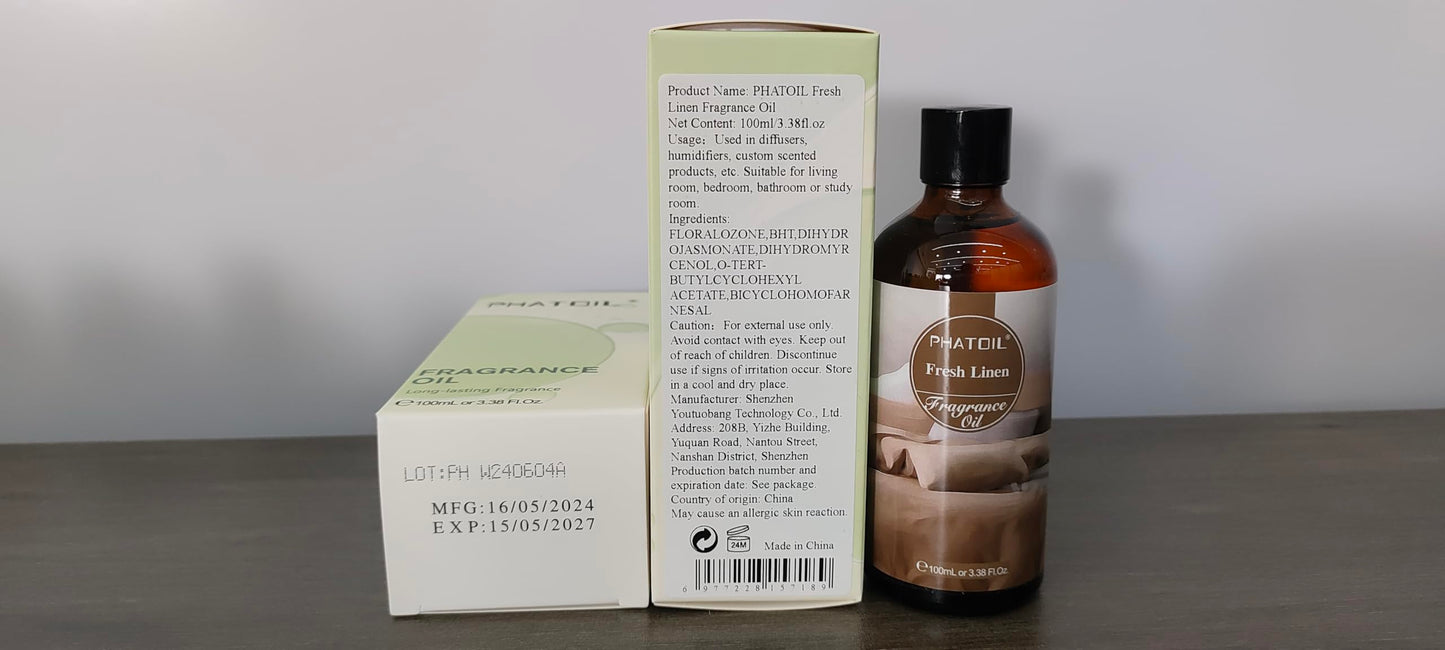 PHATOIL®
FRAGRANCE
OIL
Long-lasting Fragrance
℮100mL or 3.38 Fl.Oz.
LOT:PH W240604A
MFG:16/05/2024
EXP:15/05/2027
Product Name: PHATOIL Fresh
Linen Fragrance Oil
Net Content: 100ml/3.38fl.oz
Usage： Used in diffusers,
humidifiers, custom scented
products, etc. Suitable for living
room, bedroom, bathroom or study
room.
Ingredients:
FLORALOZONE,BHT,DIHYDR
OJASMONATE,DIHYDROMYR
CENOL,O-TERT-
BUTYLCYCLOHEXYL
ACETATE,BICYCLOHOMOFAR
NESAL
Caution： For external use only.
Avoid contact with eyes. Keep out
of reach of children. Discontinue
use if signs of irritation occur. Store
in a cool and dry place.
Manufacturer: Shenzhen
Youtuobang Technology Co., Ltd.
Address: 208B, Yizhe Building,
Yuquan Road, Nantou Street,
Nanshan District, Shenzhen
Production batch number and
expiration date: See package.
Country of origin: China
May cause an allergic skin reaction.
24M
Made in China
6 977228 157189
PHATOIL®
Fresh Linen
Fragrance
Oil
℮100mL or 3.38 Fl.Oz.